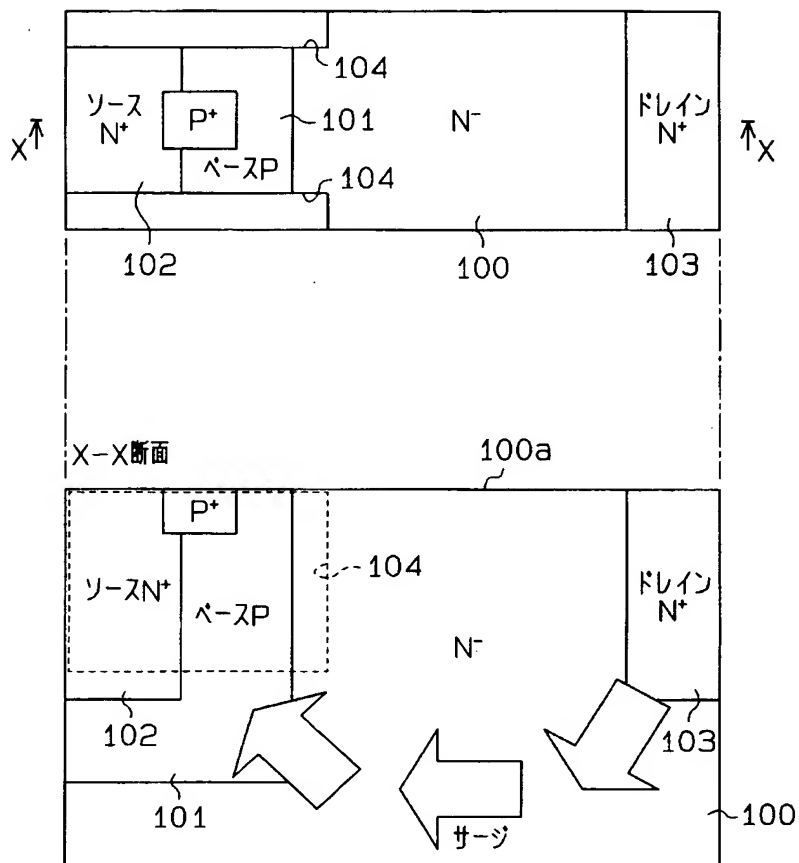 104
ソース
N⁺
P⁺
101
N⁻
ドレイン
N⁺
X
X
ベースP
104
102
100
103
X-X断面
100a
P⁺
ソースN⁺
104
ドレイン
N⁺
ベースP
N⁻
102
103
101
サージ
100